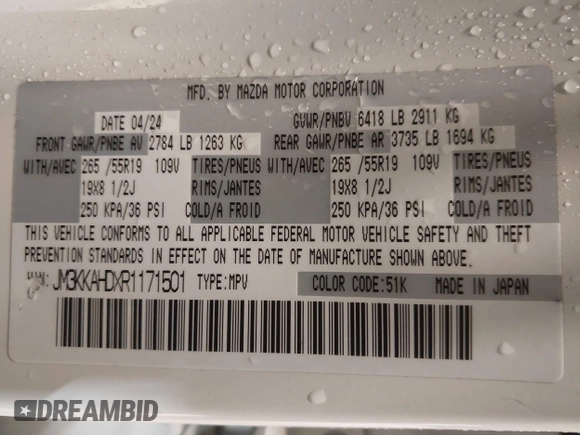 MFD. BY MAZDA MOTOR CORPORATION
DATE 04/24 GVWR/PNBV 6418 LB 2911 KG
FRONT GAWR/PNBE AV 2784 LB 1263 KG REAR GAWR/PNBE AR 3735 LB 1694 KG
WITH/AVEC 265 /55R19 109V TIRES/PNEUS WITH/AVEC 265 /55R19 109V TIRES/PNEUS
19X8 1/2J RIMS/JANTES 19X8 1/2J RIMS/JANTES
250 KPA/36 PSI COLD/A FROID 250 KPA/36 PSI COLD/A FROID
THIS VEHICLE CONFORMS TO ALL APPLICABLE FEDERAL MOTOR VEHICLE SAFETY AND THEFT
PREVENTION STANDARDS IN EFFECT ON THE DATE OF MANUFACTURE SHOWN ABOVE.
JM3KKAHDXR1171501 TYPE:MPV COLOR CODE:51K MADE IN JAPAN
DREAMBID